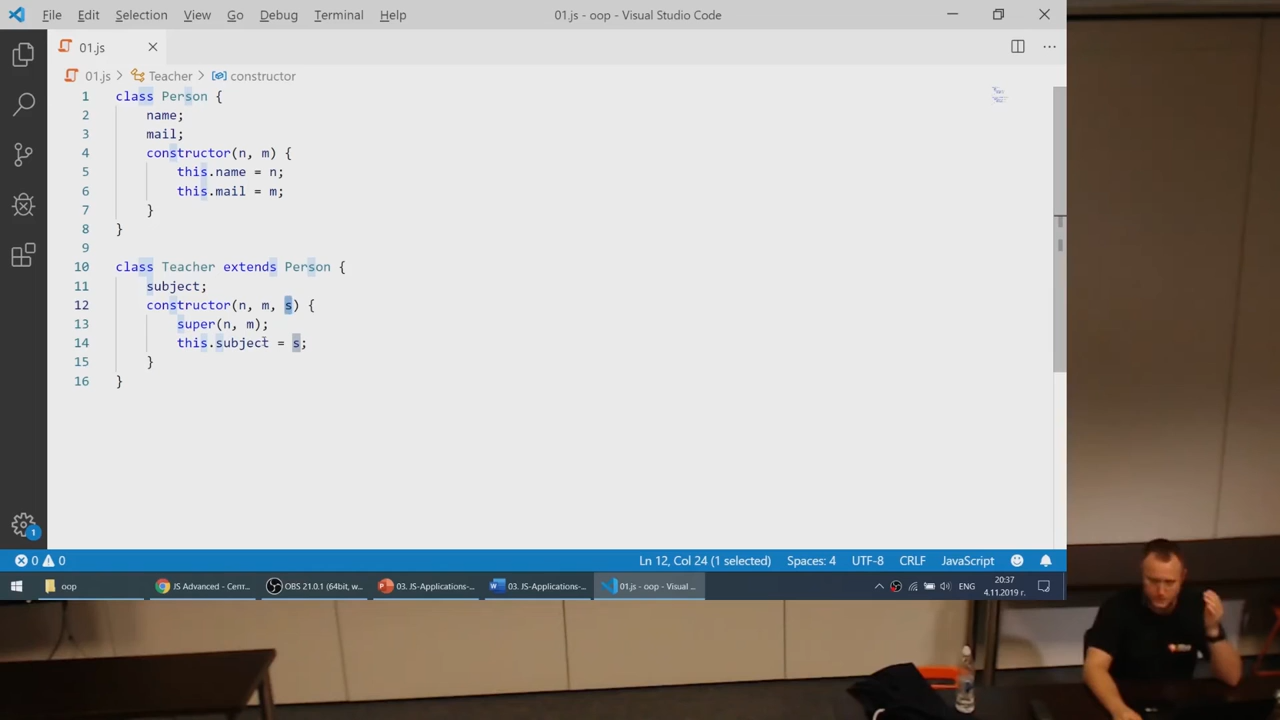 File Edit Selection View Go Debug Terminal Help
01.js - oop - Visual Studio Code
01.js
01.js > Teacher > constructor
1 class Person {
2 name;
3 mail;
4 constructor(n, m) {
5 this.name = n;
6 this.mail = m;
7 }
8 }
9
10 class Teacher extends Person {
11 subject;
12 constructor(n, m, s) {
13 super(n, m);
14 this.subject = s;
15 }
16 }
1
0 0 Ln 12, Col 24 (1 selected) Spaces: 4 UTF-8 CRLF JavaScript
oop JS Advanced - Септ... OBS 21.0.1 (64bit, w... 03. JS-Applications-... 03. JS-Applications-... 01.js - oop - Visual ... ENG 20:37
4.11.2019 г.